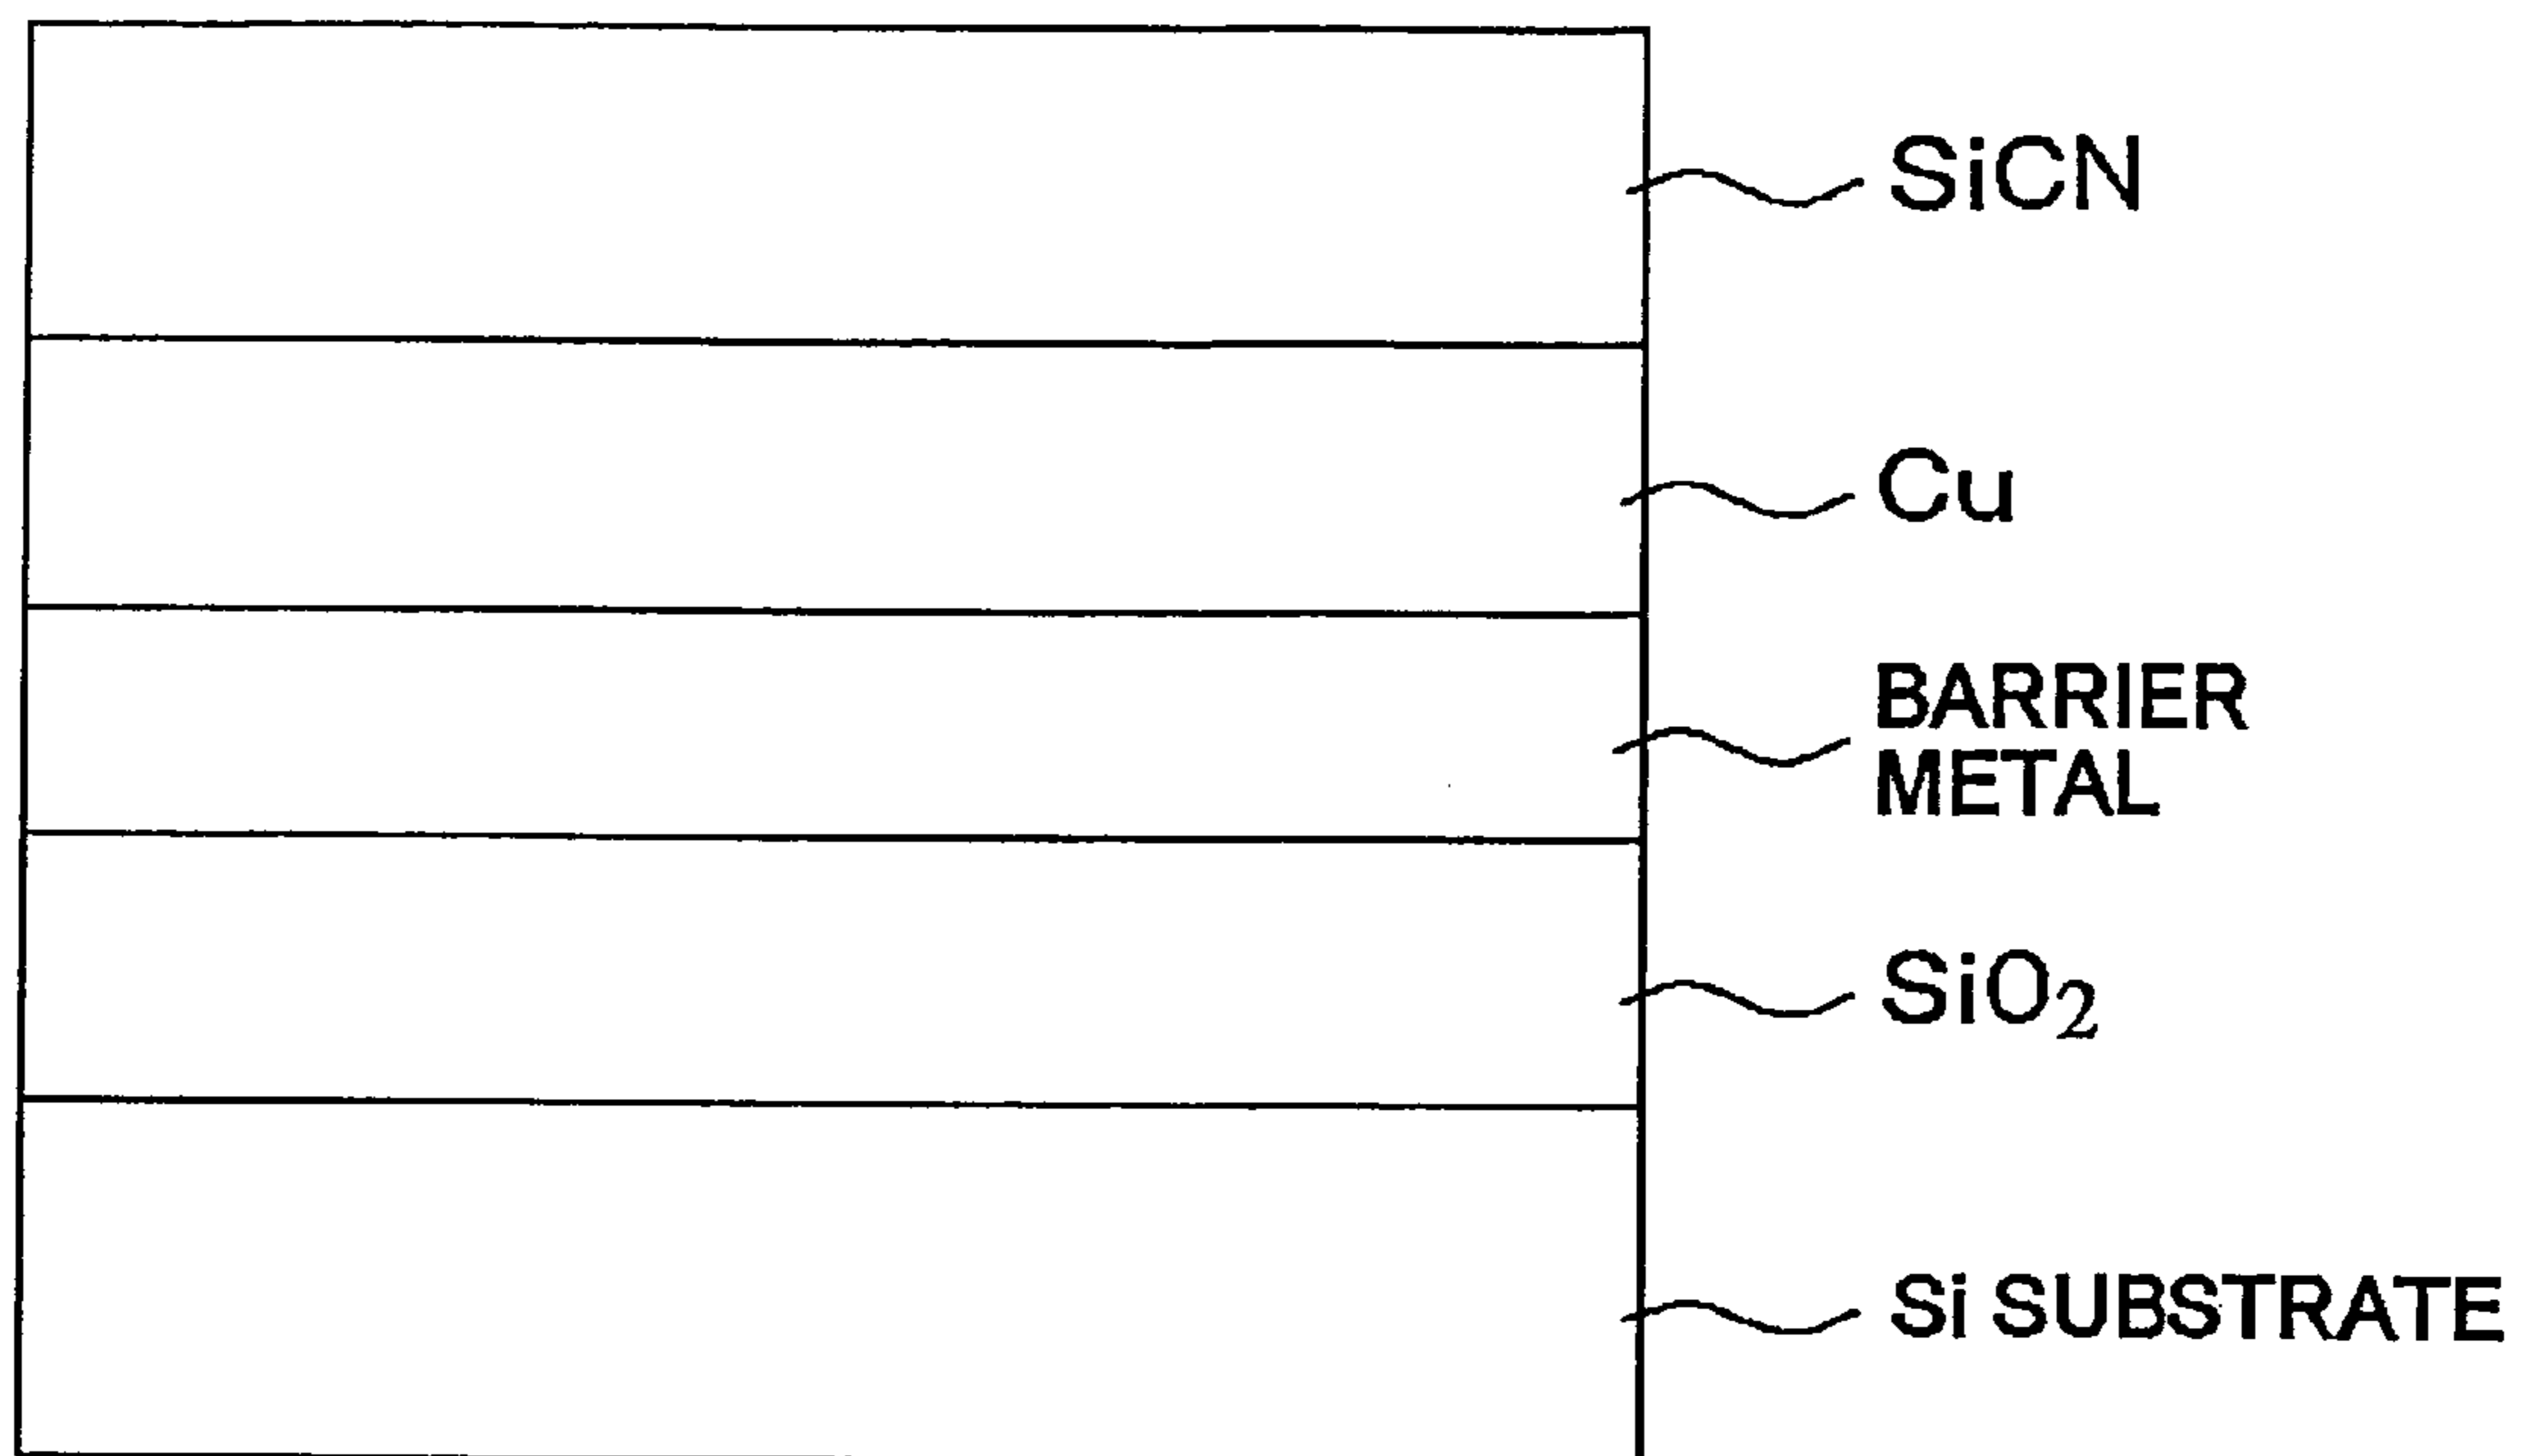 SiCN
Cu
BARRIER
METAL
SiO₂
Si SUBSTRATE